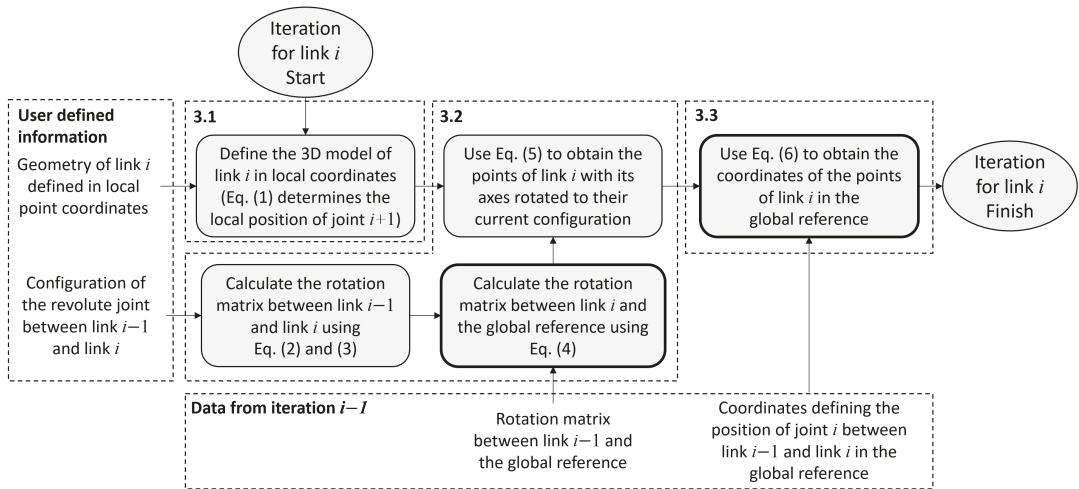 Iteration
for link i
Start
User defined
information
Geometry of link i
defined in local
point coordinates
Configuration of
the revolute joint
between link i−1
and link i
3.1
Define the 3D model of
link i in local coordinates
(Eq. (1) determines the
local position of joint i+1)
3.2
Use Eq. (5) to obtain the
points of link i with its
axes rotated to their
current configuration
Calculate the rotation
matrix between link i−1
and link i using
Eq. (2) and (3)
Calculate the rotation
matrix between link i and
the global reference using
Eq. (4)
3.3
Use Eq. (6) to obtain the
coordinates of the points
of link i in the
global reference
Iteration
for link i
Finish
Data from iteration i−1
Rotation matrix
between link i−1 and
the global reference
Coordinates defining the
position of joint i between
link i−1 and link i in the
global reference